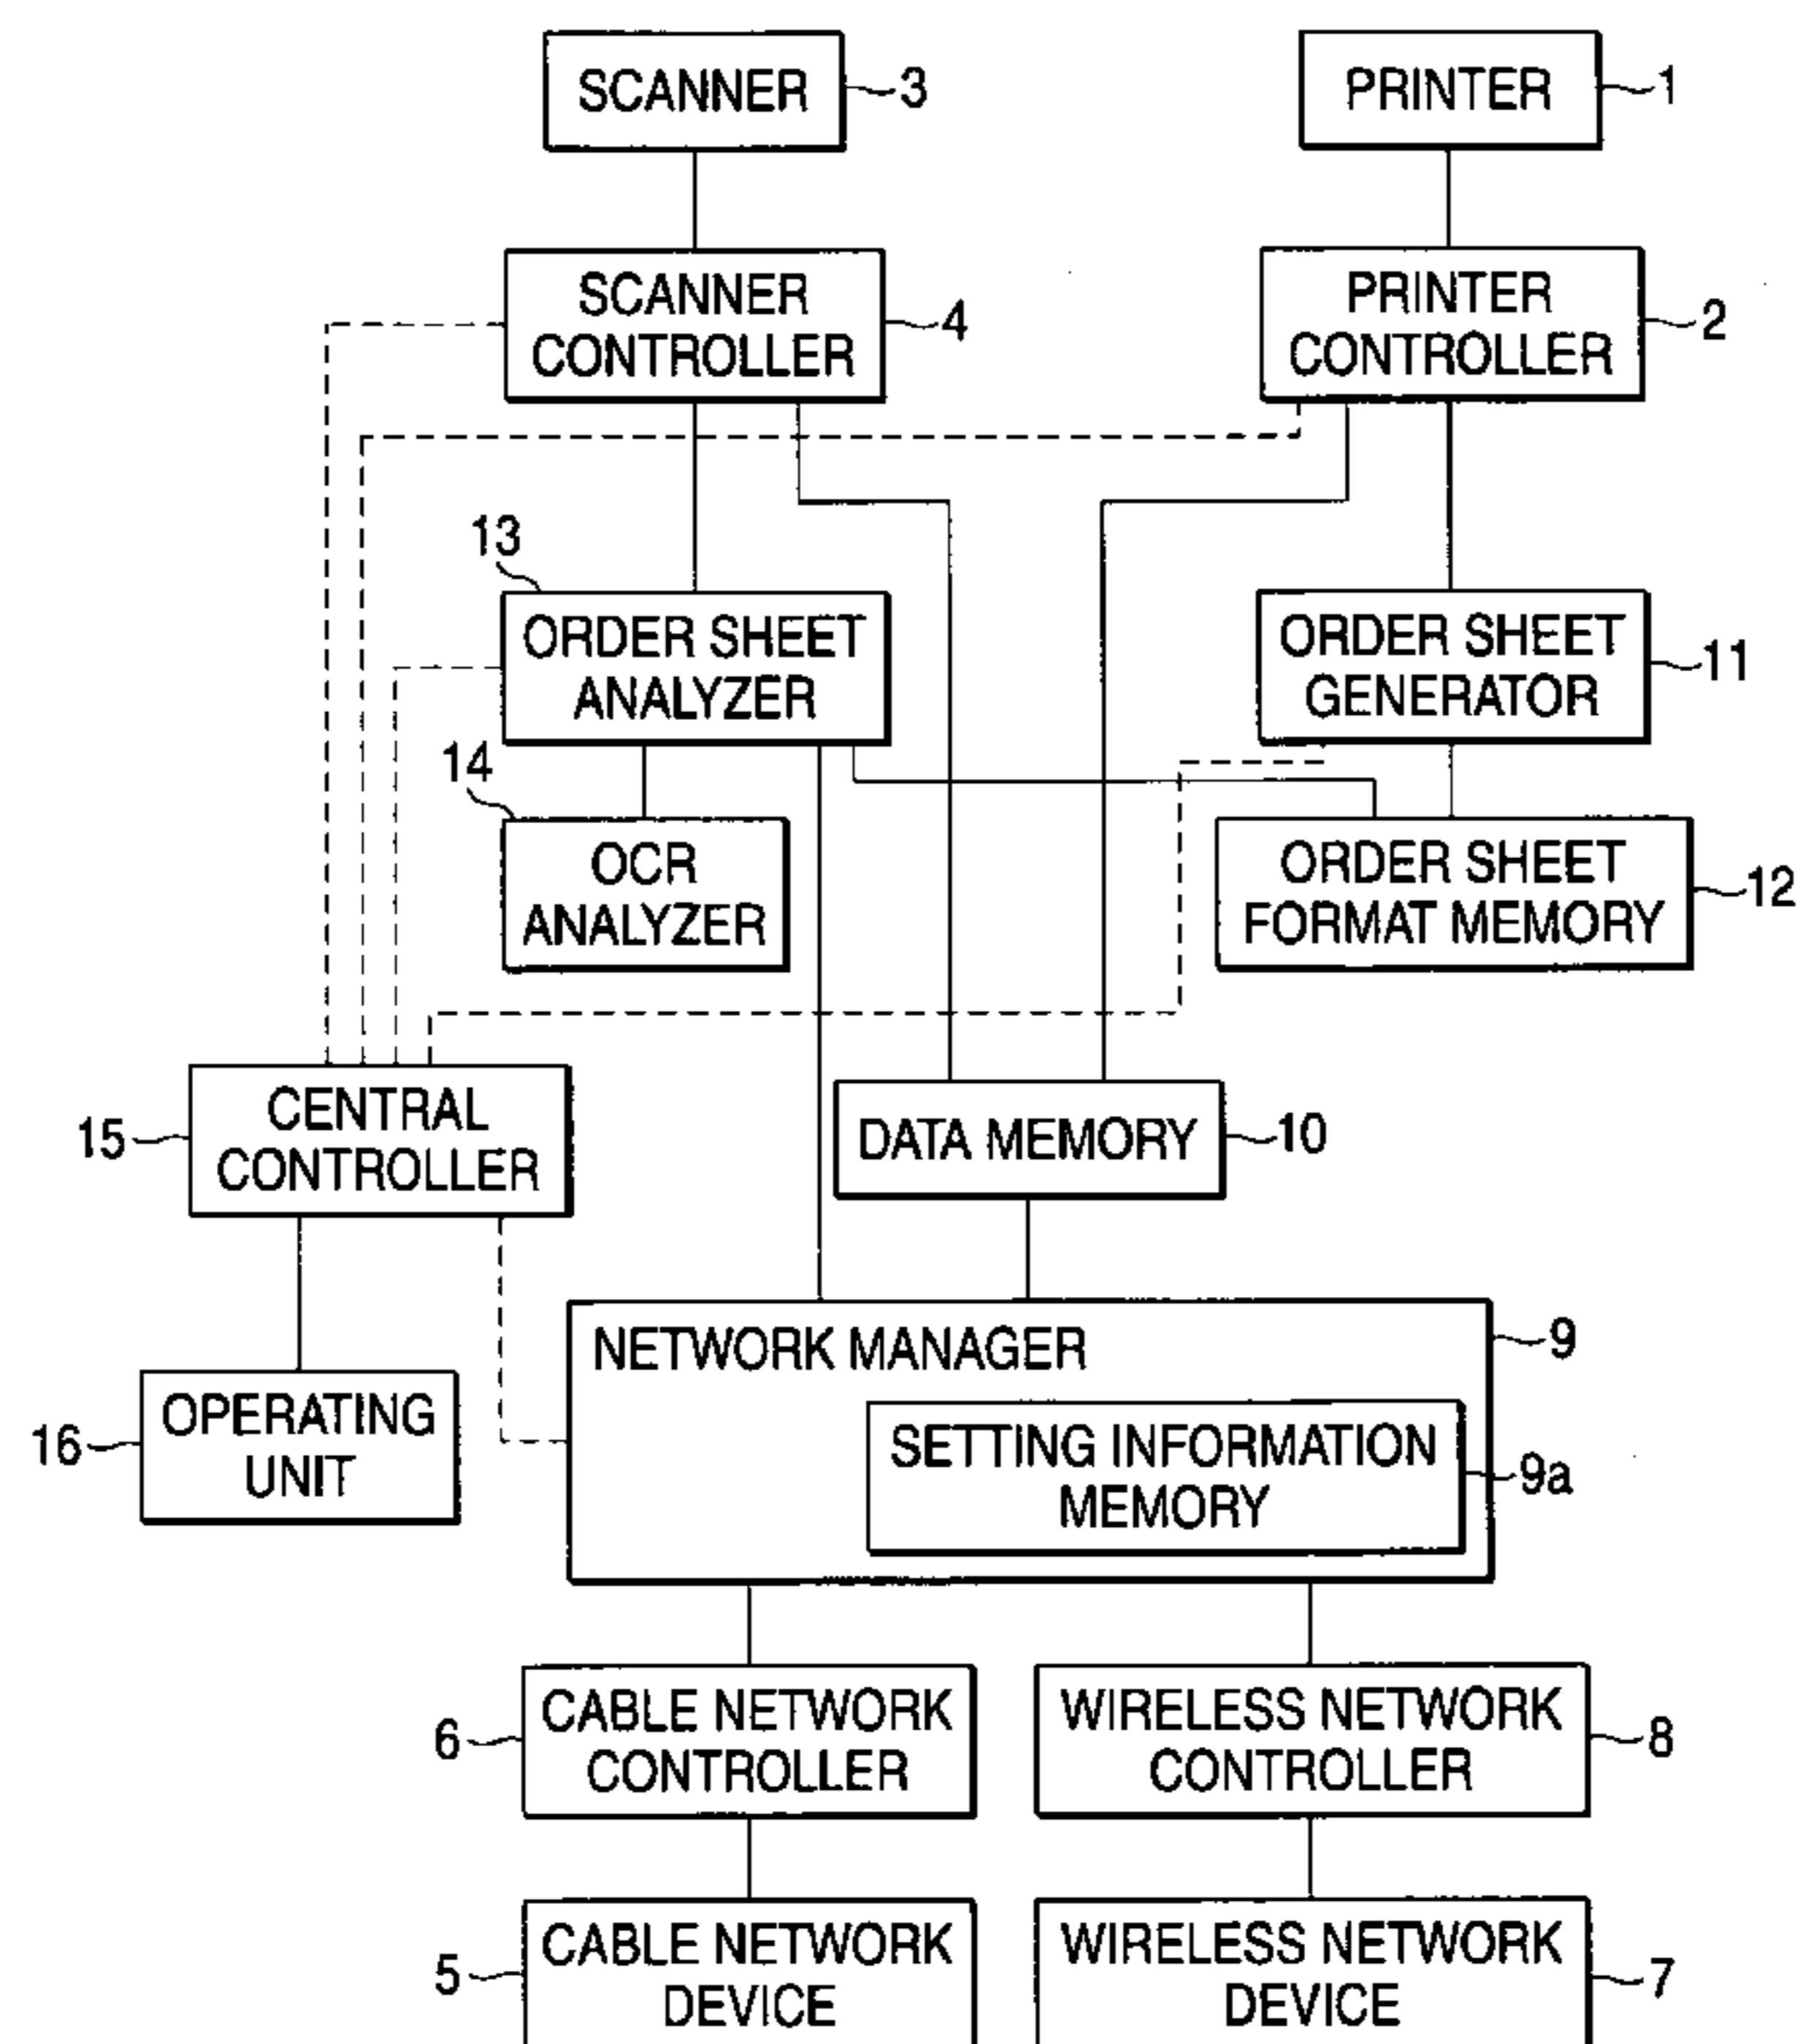 SCANNER
3
PRINTER
1
SCANNER
CONTROLLER
4
PRINTER
CONTROLLER
2
13
ORDER SHEET
ANALYZER
ORDER SHEET
GENERATOR
11
14
OCR
ANALYZER
ORDER SHEET
FORMAT MEMORY
12
15
CENTRAL
CONTROLLER
DATA MEMORY
10
NETWORK MANAGER
9
16
OPERATING
UNIT
SETTING INFORMATION
MEMORY
9a
6
CABLE NETWORK
CONTROLLER
WIRELESS NETWORK
CONTROLLER
8
5
CABLE NETWORK
DEVICE
WIRELESS NETWORK
DEVICE
7